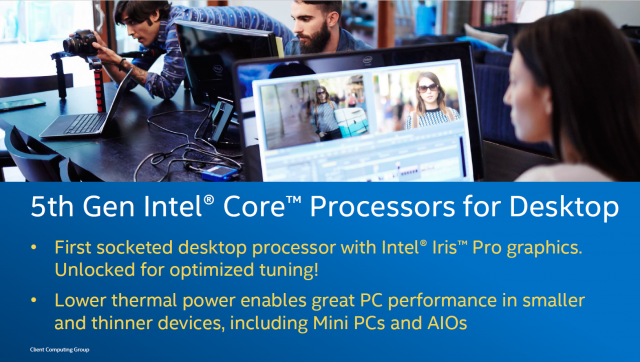 5th Gen Intel® Core™ Processors for Desktop
• First socketed desktop processor with Intel® Iris™ Pro graphics.
Unlocked for optimized tuning!
• Lower thermal power enables great PC performance in smaller
and thinner devices, including Mini PCs and AIOs
Client Computing Group